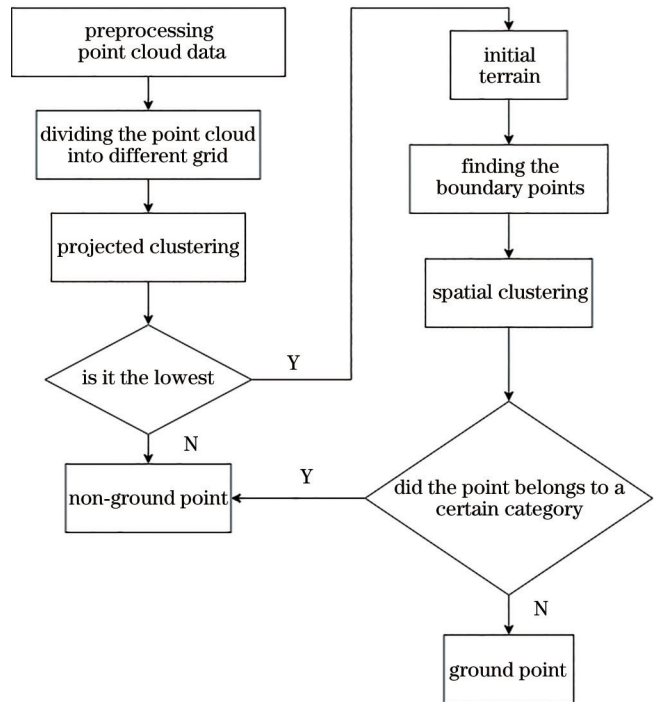 preprocessing
point cloud data
dividing the point cloud
into different grid
projected clustering
is it the lowest
Y
N
non-ground point
initial
terrain
finding the
boundary points
spatial clustering
did the point belongs to a
certain category
Y
N
ground point